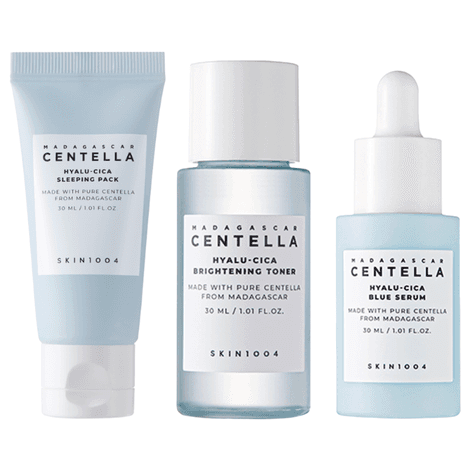 MADAGASCAR
CENTELLA
HYALU-CICA
SLEEPING PACK
MADE WITH PURE CENTELLA
FROM MADAGASCAR
30 ML / 1.01 FL.OZ
SKIN1004
MADAGASCAR
CENTELLA
HYALU-CICA
BRIGHTENING TONER
MADE WITH PURE CENTELLA
FROM MADAGASCAR
30 ML / 1.01 FL.OZ.
SKIN1004
MADAGASCAR
CENTELLA
HYALU-CICA
BLUE SERUM
MADE WITH PURE CENTELLA
FROM MADAGASCAR
30 ML / 1.01 FL.OZ.
SKIN1004